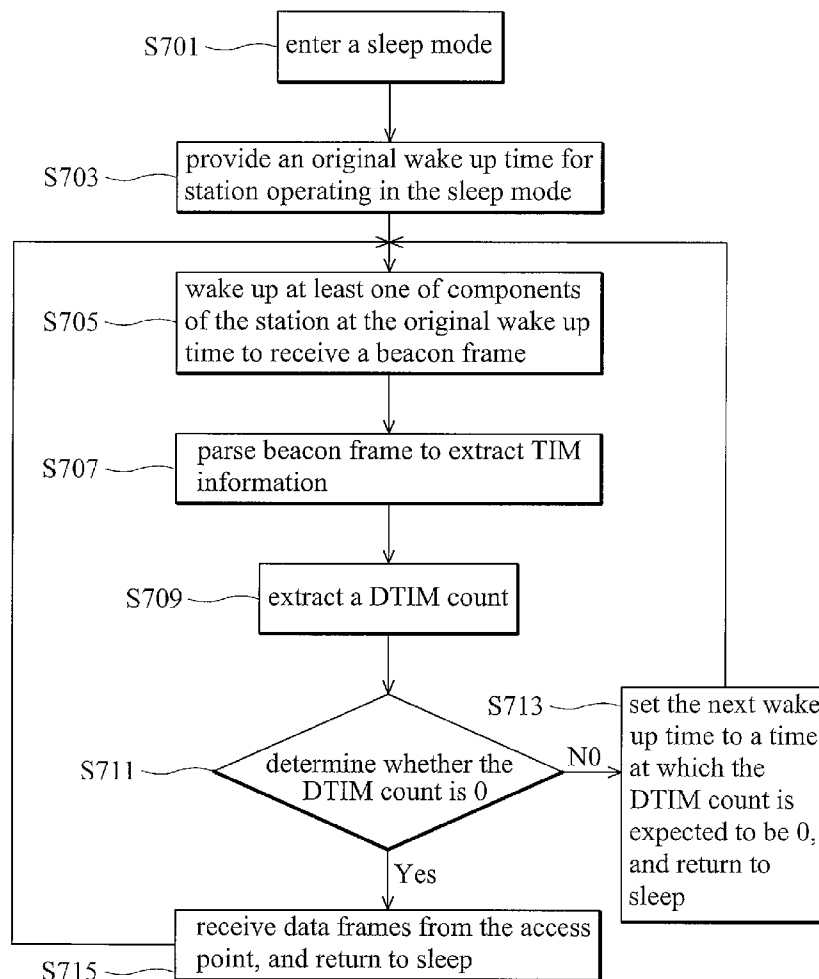 S701
enter a sleep mode
S703
provide an original wake up time for
station operating in the sleep mode
S705
wake up at least one of components
of the station at the original wake up
time to receive a beacon frame
S707
parse beacon frame to extract TIM
information
S709
extract a DTIM count
S711
determine whether the
DTIM count is 0
N0
S713
set the next wake
up time to a time
at which the
DTIM count is
expected to be 0,
and return to
sleep
Yes
S715
receive data frames from the access
point, and return to sleep